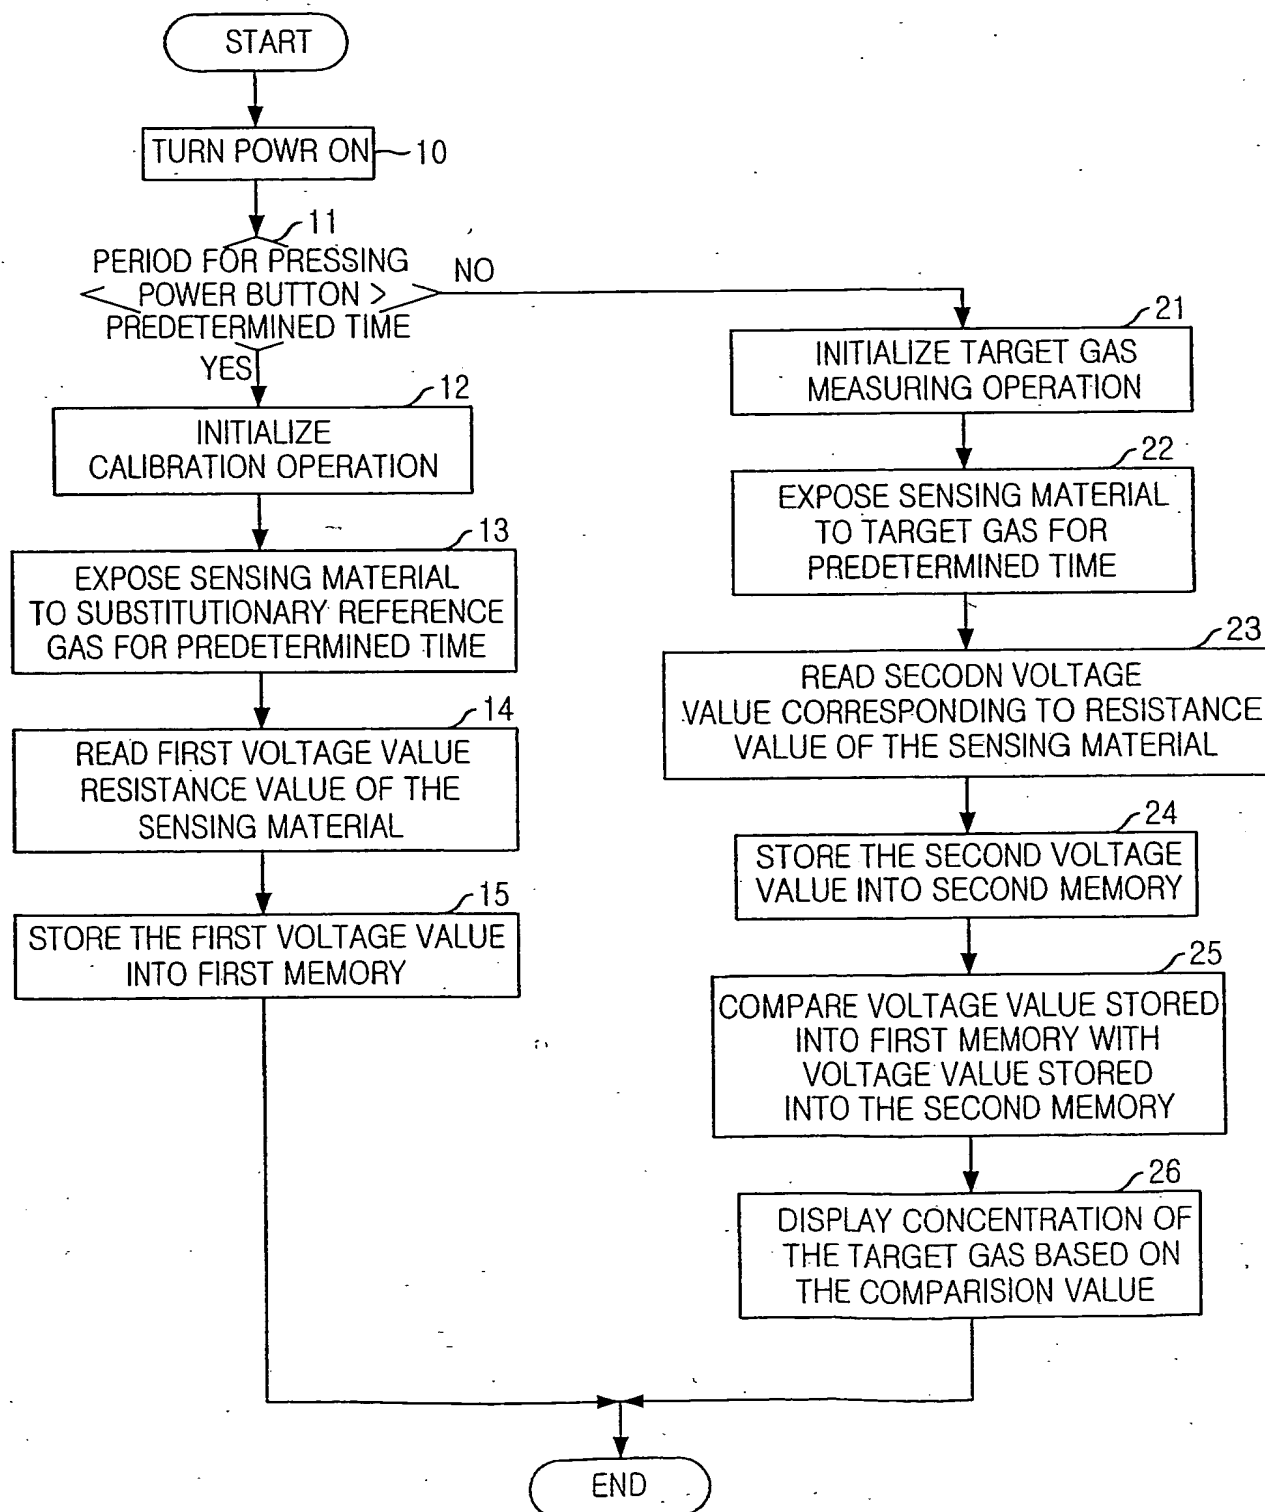 START
TURN POWR ON
10
11
PERIOD FOR PRESSING
POWER BUTTON >
PREDETERMINED TIME
NO
YES
12
INITIALIZE
CALIBRATION OPERATION
13
EXPOSE SENSING MATERIAL
TO SUBSTITUTIONARY REFERENCE
GAS FOR PREDETERMINED TIME
14
READ FIRST VOLTAGE VALUE
RESISTANCE VALUE OF THE
SENSING MATERIAL
15
STORE THE FIRST VOLTAGE VALUE
INTO FIRST MEMORY
21
INITIALIZE TARGET GAS
MEASURING OPERATION
22
EXPOSE SENSING MATERIAL
TO TARGET GAS FOR
PREDETERMINED TIME
23
READ SECODN VOLTAGE
VALUE CORRESPONDING TO RESISTANCE
VALUE OF THE SENSING MATERIAL
24
STORE THE SECOND VOLTAGE
VALUE INTO SECOND MEMORY
25
COMPARE VOLTAGE VALUE STORED
INTO FIRST MEMORY WITH
VOLTAGE VALUE STORED
INTO THE SECOND MEMORY
26
DISPLAY CONCENTRATION OF
THE TARGET GAS BASED ON
THE COMPARISION VALUE
END